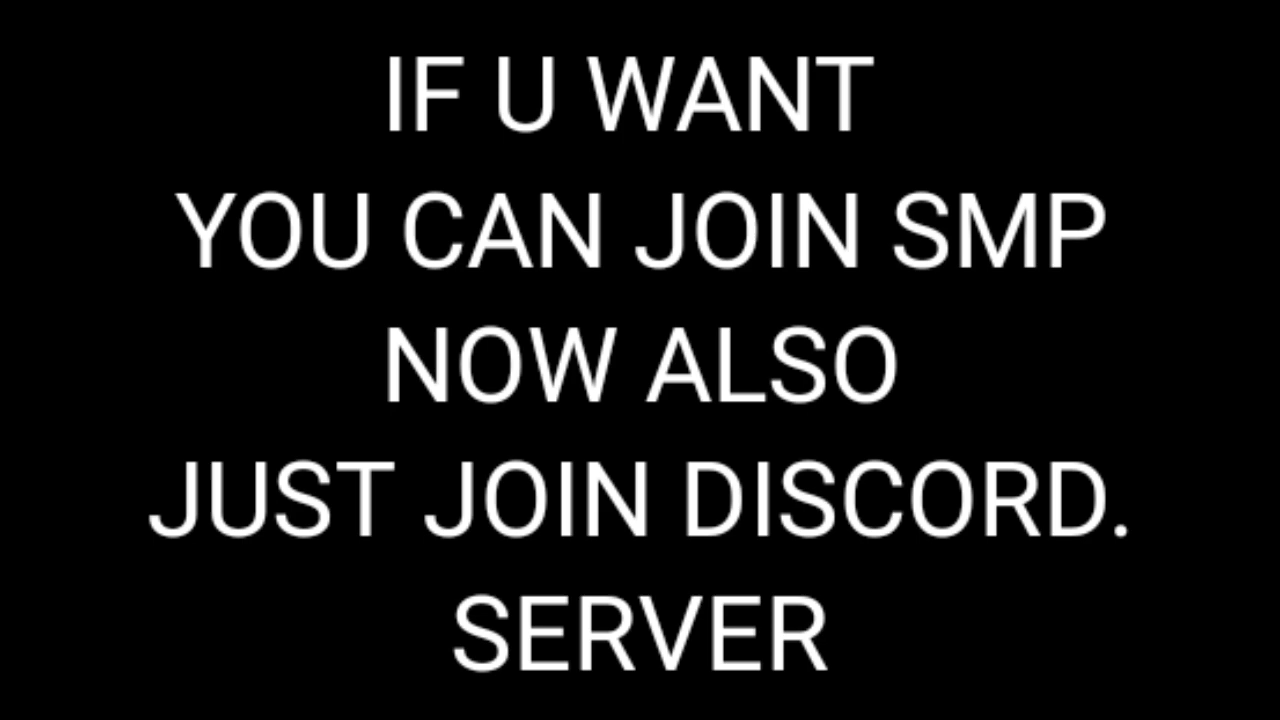 IF U WANT
YOU CAN JOIN SMP
NOW ALSO
JUST JOIN DISCORD.
SERVER